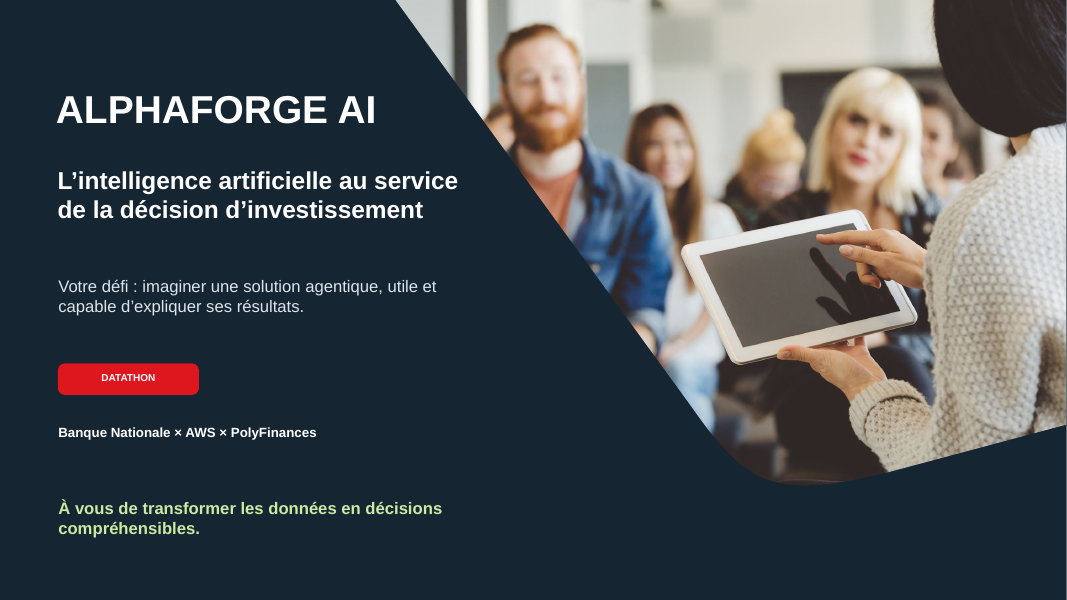 ALPHAFORGE AI
L’intelligence artificielle au service
de la décision d’investissement
Votre défi : imaginer une solution agentique, utile et
capable d’expliquer ses résultats.
DATATHON
Banque Nationale × AWS × PolyFinances
À vous de transformer les données en décisions
compréhensibles.